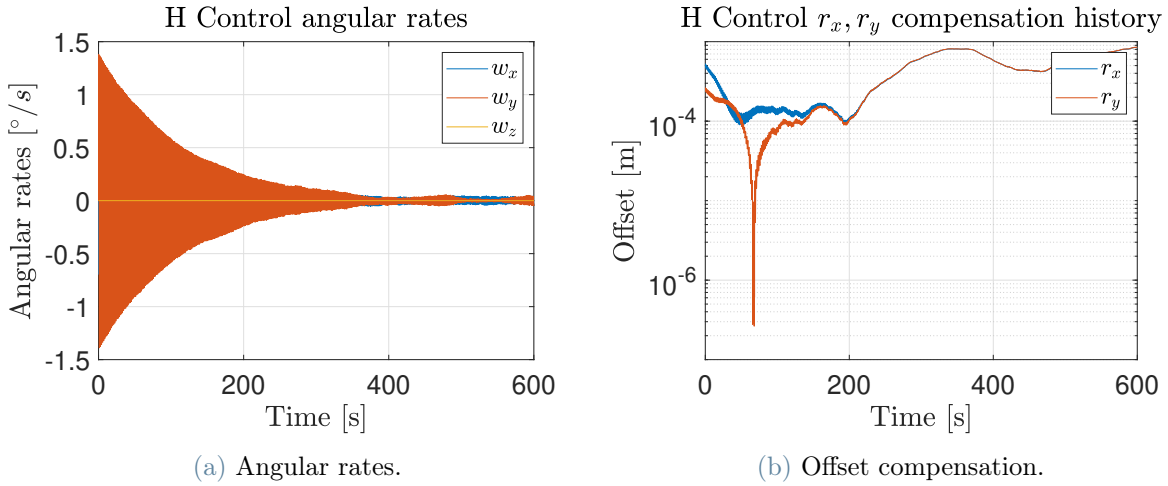 H Control angular rates
1.5
1
0.5
0
-0.5
-1
-1.5
Angular rates [°/s]
w_x
w_y
w_z
0
200
400
600
Time [s]
(a) Angular rates.
H Control r_x, r_y compensation history
10^-4
10^-6
Offset [m]
r_x
r_y
0
200
400
600
Time [s]
(b) Offset compensation.